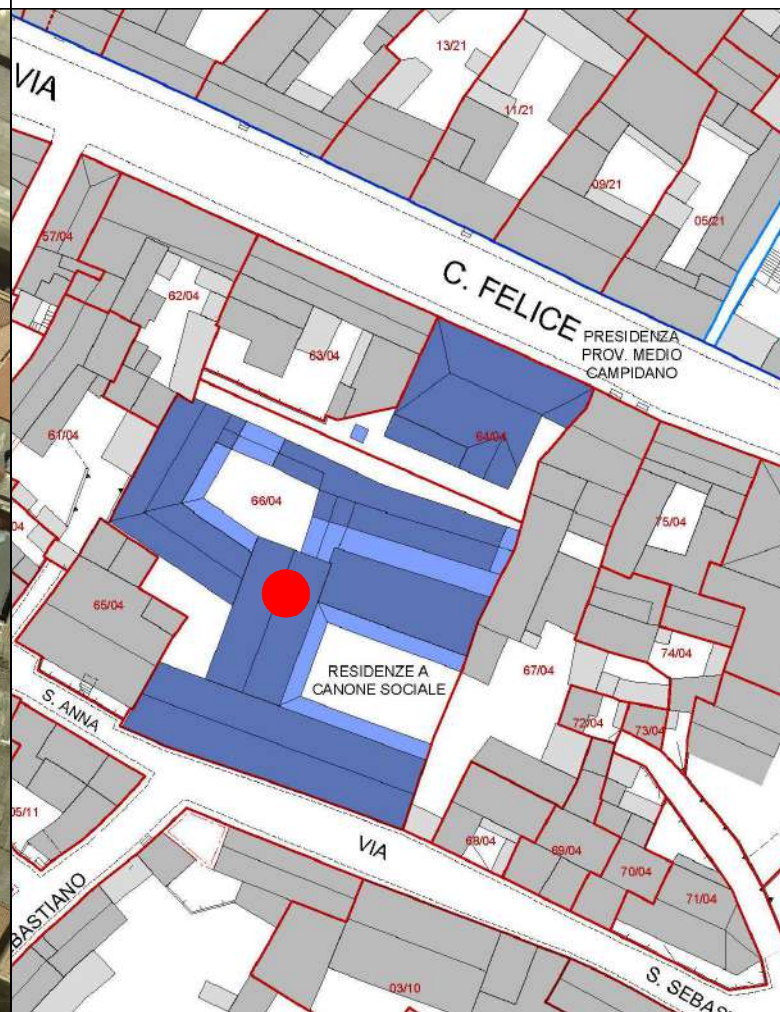 13/21
VIA
11/21
09/21
05/21
57/04
62/04
C. FELICE
PRESIDENZA
PROV. MEDIO
CAMPIDANO
63/04
64/04
61/04
66/04
75/04
04
65/04
RESIDENZE A
CANONE SOCIALE
67/04
74/04
S. ANNA
72/04
73/04
05/11
VIA
68/04
69/04
70/04
71/04
BASTIANO
S. SEBAS
03/10